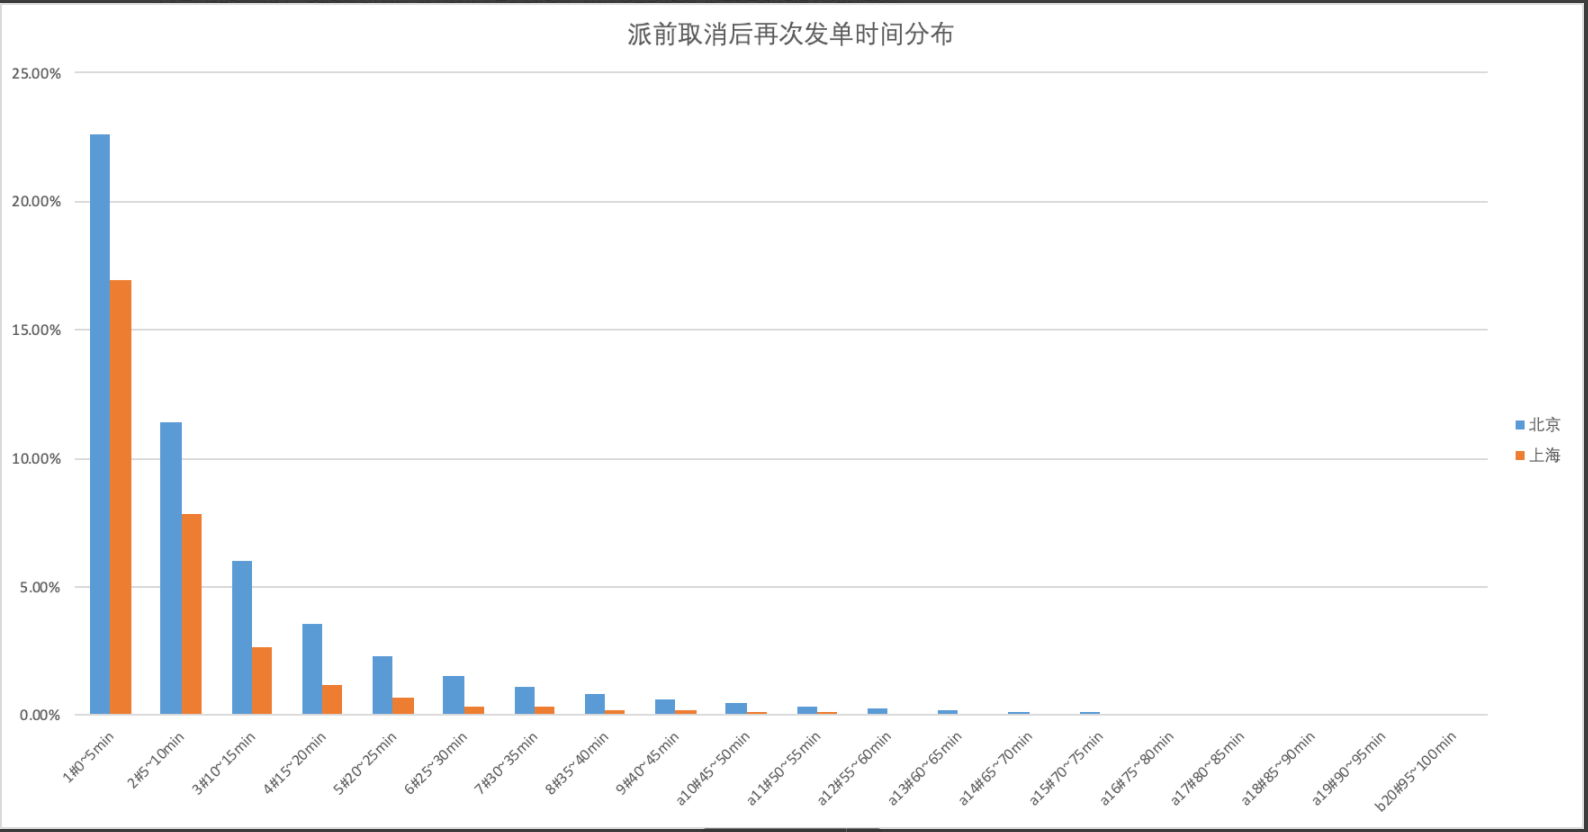 派前取消后再次发单时间分布
25.00%
20.00%
15.00%
10.00%
5.00%
0.00%
1#0~5min
2#5~10min
3#10~15min
4#15~20min
5#20~25min
6#25~30min
7#30~35min
8#35~40min
9#40~45min
a10#45~50min
a11#50~55min
a12#55~60min
a13#60~65min
a14#65~70min
a15#70~75min
a16#75~80min
a17#80~85min
a18#85~90min
a19#90~95min
b20#95~100min
北京
上海